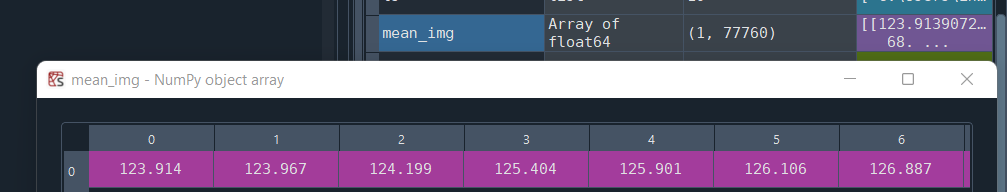 mean_img
Array of
float64
(1, 77760)
[[123.9139072…
68. ...
mean_img - NumPy object array
0 1 2 3 4 5 6
0 123.914 123.967 124.199 125.404 125.901 126.106 126.887